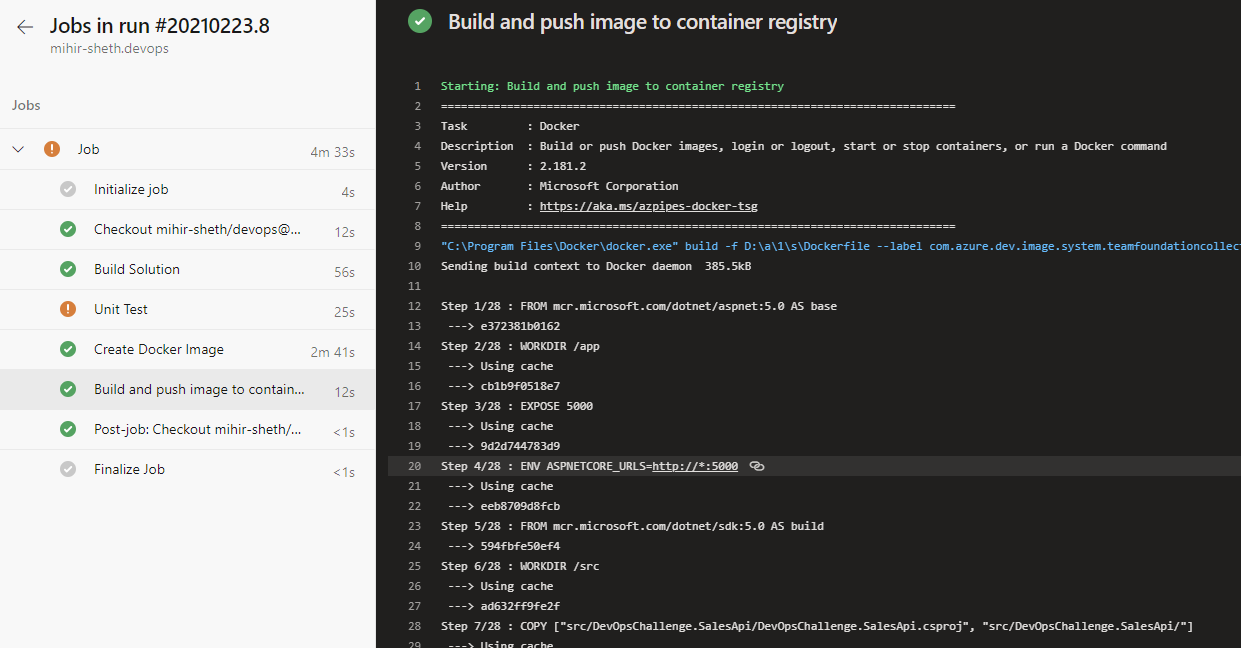 Jobs in run #20210223.8
mihir-sheth.devops
Jobs
Job 4m 33s
Initialize job 4s
Checkout mihir-sheth/devops@... 12s
Build Solution 56s
Unit Test 25s
Create Docker Image 2m 41s
Build and push image to contain... 12s
Post-job: Checkout mihir-sheth/... <1s
Finalize Job <1s
Build and push image to container registry
1 Starting: Build and push image to container registry
2 ==============================================================================
3 Task : Docker
4 Description : Build or push Docker images, login or logout, start or stop containers, or run a Docker command
5 Version : 2.181.2
6 Author : Microsoft Corporation
7 Help : https://aka.ms/azpipes-docker-tsg
8 ==============================================================================
9 "C:\Program Files\Docker\docker.exe" build -f D:\a\1\s\Dockerfile --label com.azure.dev.image.system.teamfoundationcollect
10 Sending build context to Docker daemon 385.5kB
11
12 Step 1/28 : FROM mcr.microsoft.com/dotnet/aspnet:5.0 AS base
13 ---> e372381b0162
14 Step 2/28 : WORKDIR /app
15 ---> Using cache
16 ---> cb1b9f0518e7
17 Step 3/28 : EXPOSE 5000
18 ---> Using cache
19 ---> 9d2d744783d9
20 Step 4/28 : ENV ASPNETCORE_URLS=http://*:5000
21 ---> Using cache
22 ---> eeb8709d8fcb
23 Step 5/28 : FROM mcr.microsoft.com/dotnet/sdk:5.0 AS build
24 ---> 594fbfe50ef4
25 Step 6/28 : WORKDIR /src
26 ---> Using cache
27 ---> ad632ff9fe2f
28 Step 7/28 : COPY ["src/DevOpsChallenge.SalesApi/DevOpsChallenge.SalesApi.csproj", "src/DevOpsChallenge.SalesApi/"]
29 ---> Using cache